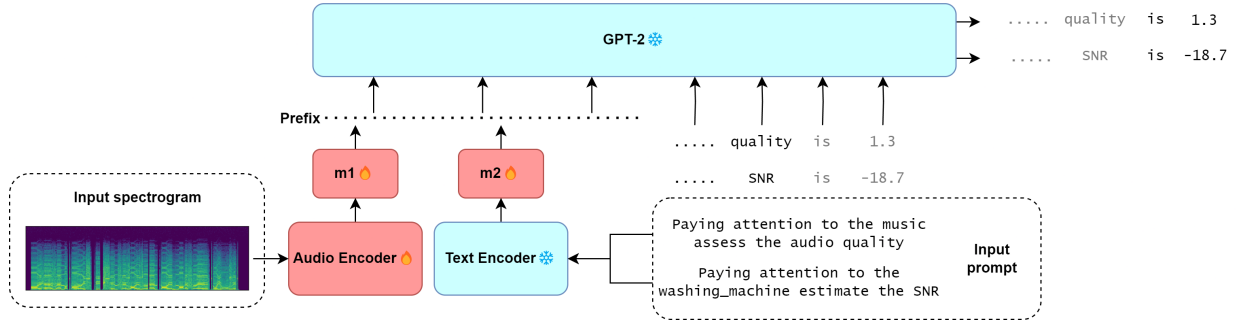 ..... quality is 1.3
GPT-2
..... SNR is -18.7
Prefix
..... quality is 1.3
m1
m2
..... SNR is -18.7
Input spectrogram
Paying attention to the music
assess the audio quality
Audio Encoder
Text Encoder
Input
prompt
Paying attention to the
washing_machine estimate the SNR